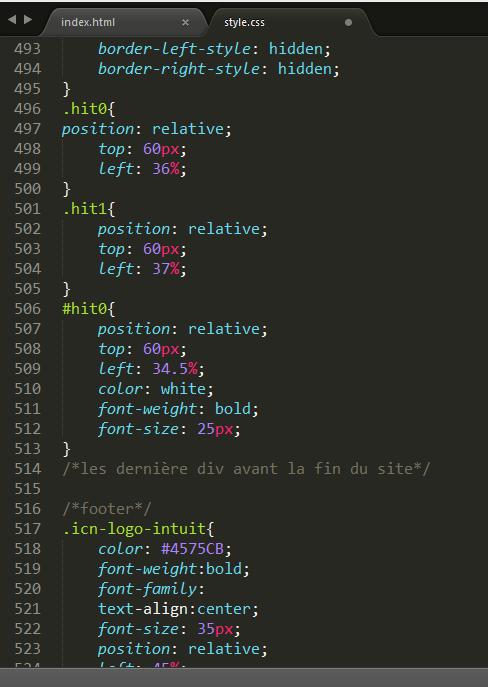 index.html × style.css
493 border-left-style: hidden;
494 border-right-style: hidden;
495 }
496 .hit0{
497 position: relative;
498 top: 60px;
499 left: 36%;
500 }
501 .hit1{
502 position: relative;
503 top: 60px;
504 left: 37%;
505 }
506 #hit0{
507 position: relative;
508 top: 60px;
509 left: 34.5%;
510 color: white;
511 font-weight: bold;
512 font-size: 25px;
513 }
514 /*les dernière div avant la fin du site*/
515
516 /*footer*/
517 .icn-logo-intuit{
518 color: #4575CB;
519 font-weight:bold;
520 font-family:
521 text-align:center;
522 font-size: 35px;
523 position: relative;
524 left: 45%;